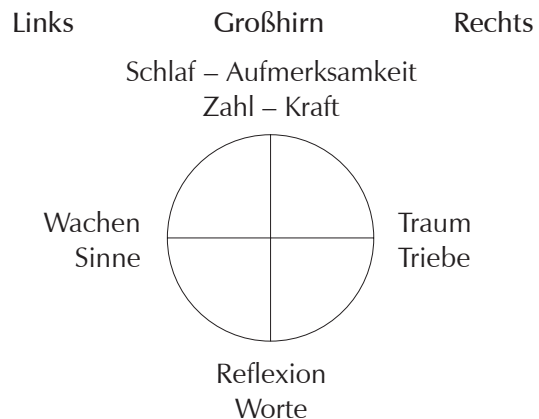 Links Großhirn Rechts
Schlaf – Aufmerksamkeit
Zahl – Kraft
Wachen Traum
Sinne Triebe
Reflexion
Worte